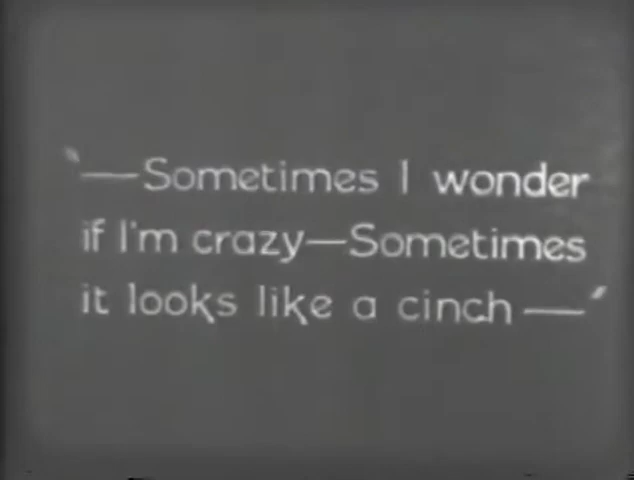 "—Sometimes I wonder
if I'm crazy—Sometimes
it looks like a cinch—"